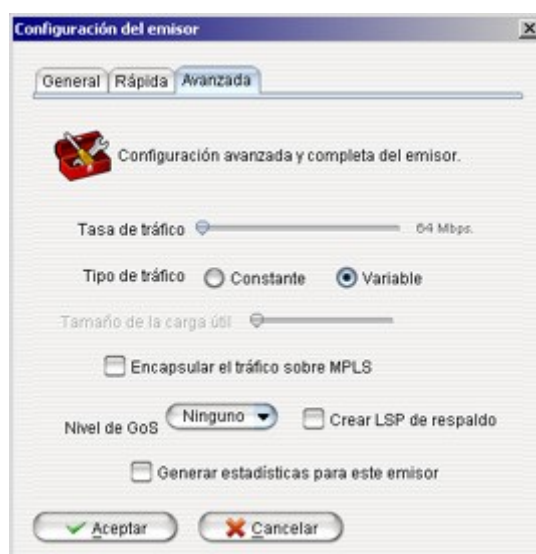 Configuración del emisor
General Rápida Avanzada
Configuración avanzada y completa del emisor.
Tasa de tráfico 64 Mbps.
Tipo de tráfico Constante Variable
Tamaño de la carga útil
Encapsular el tráfico sobre MPLS
Nivel de GoS Ninguno Crear LSP de respaldo
Generar estadísticas para este emisor
Aceptar Cancelar